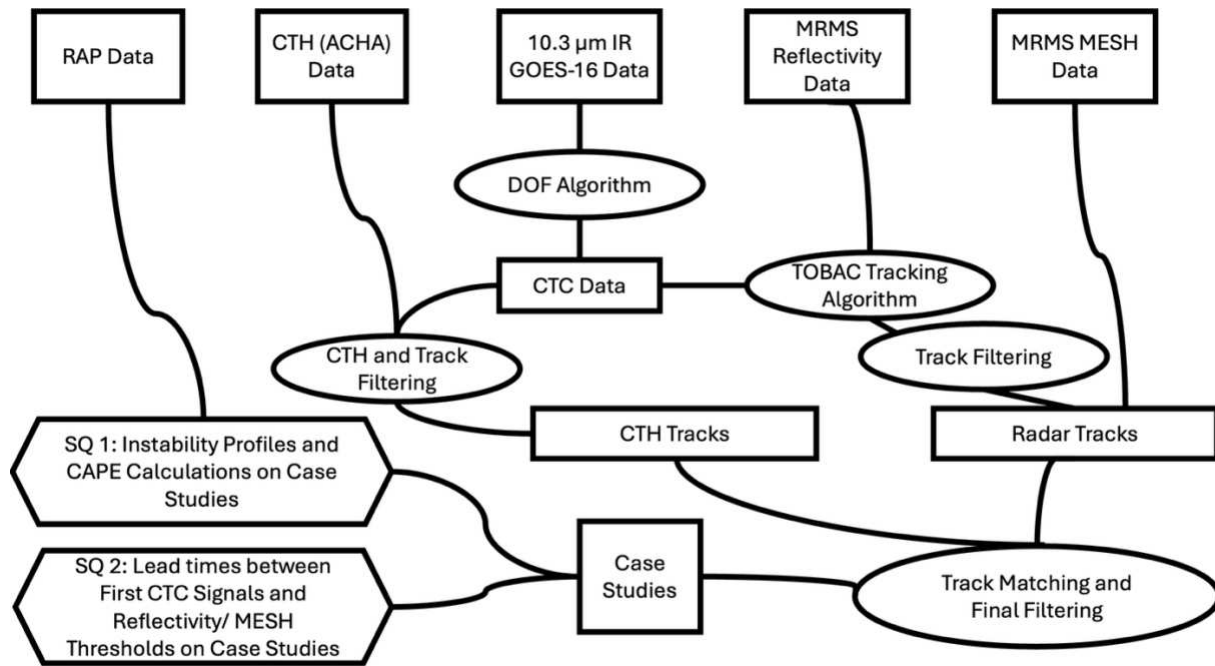 RAP Data
CTH (ACHA)
Data
10.3 µm IR
GOES-16 Data
MRMS
Reflectivity
Data
MRMS MESH
Data
DOF Algorithm
CTC Data
TOBAC Tracking
Algorithm
CTH and Track
Filtering
Track Filtering
SQ 1: Instability Profiles and
CAPE Calculations on Case
Studies
CTH Tracks
Radar Tracks
SQ 2: Lead times between
First CTC Signals and
Reflectivity/ MESH
Thresholds on Case Studies
Case
Studies
Track Matching and
Final Filtering